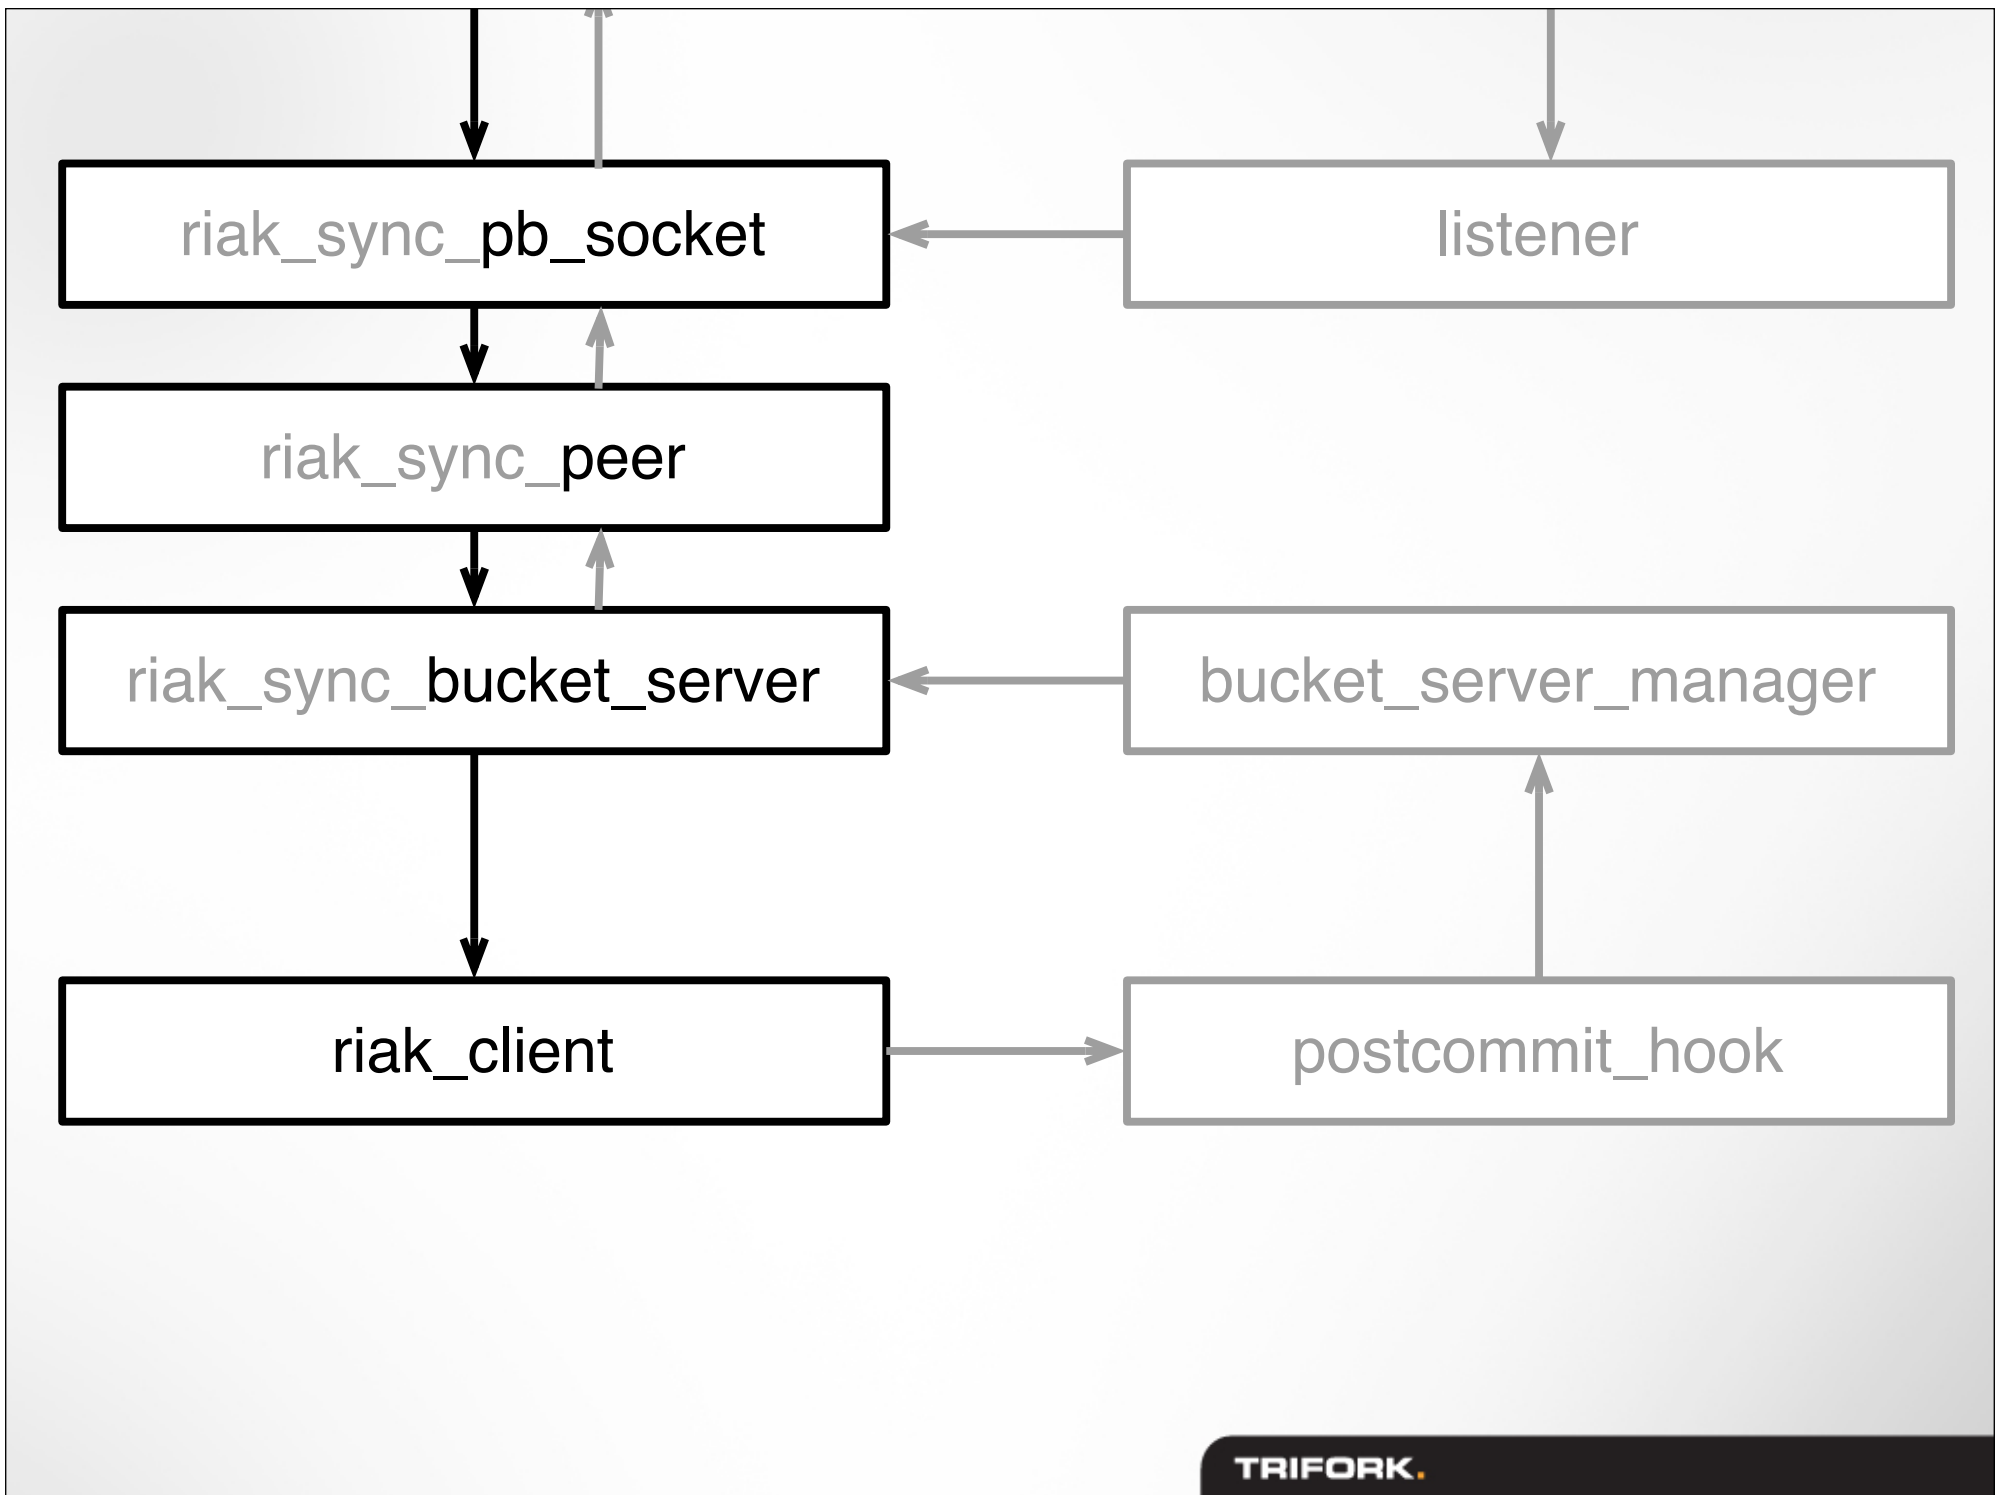 riak_sync_pb_socket
listener
riak_sync_peer
riak_sync_bucket_server
bucket_server_manager
riak_client
postcommit_hook
TRIFORK.